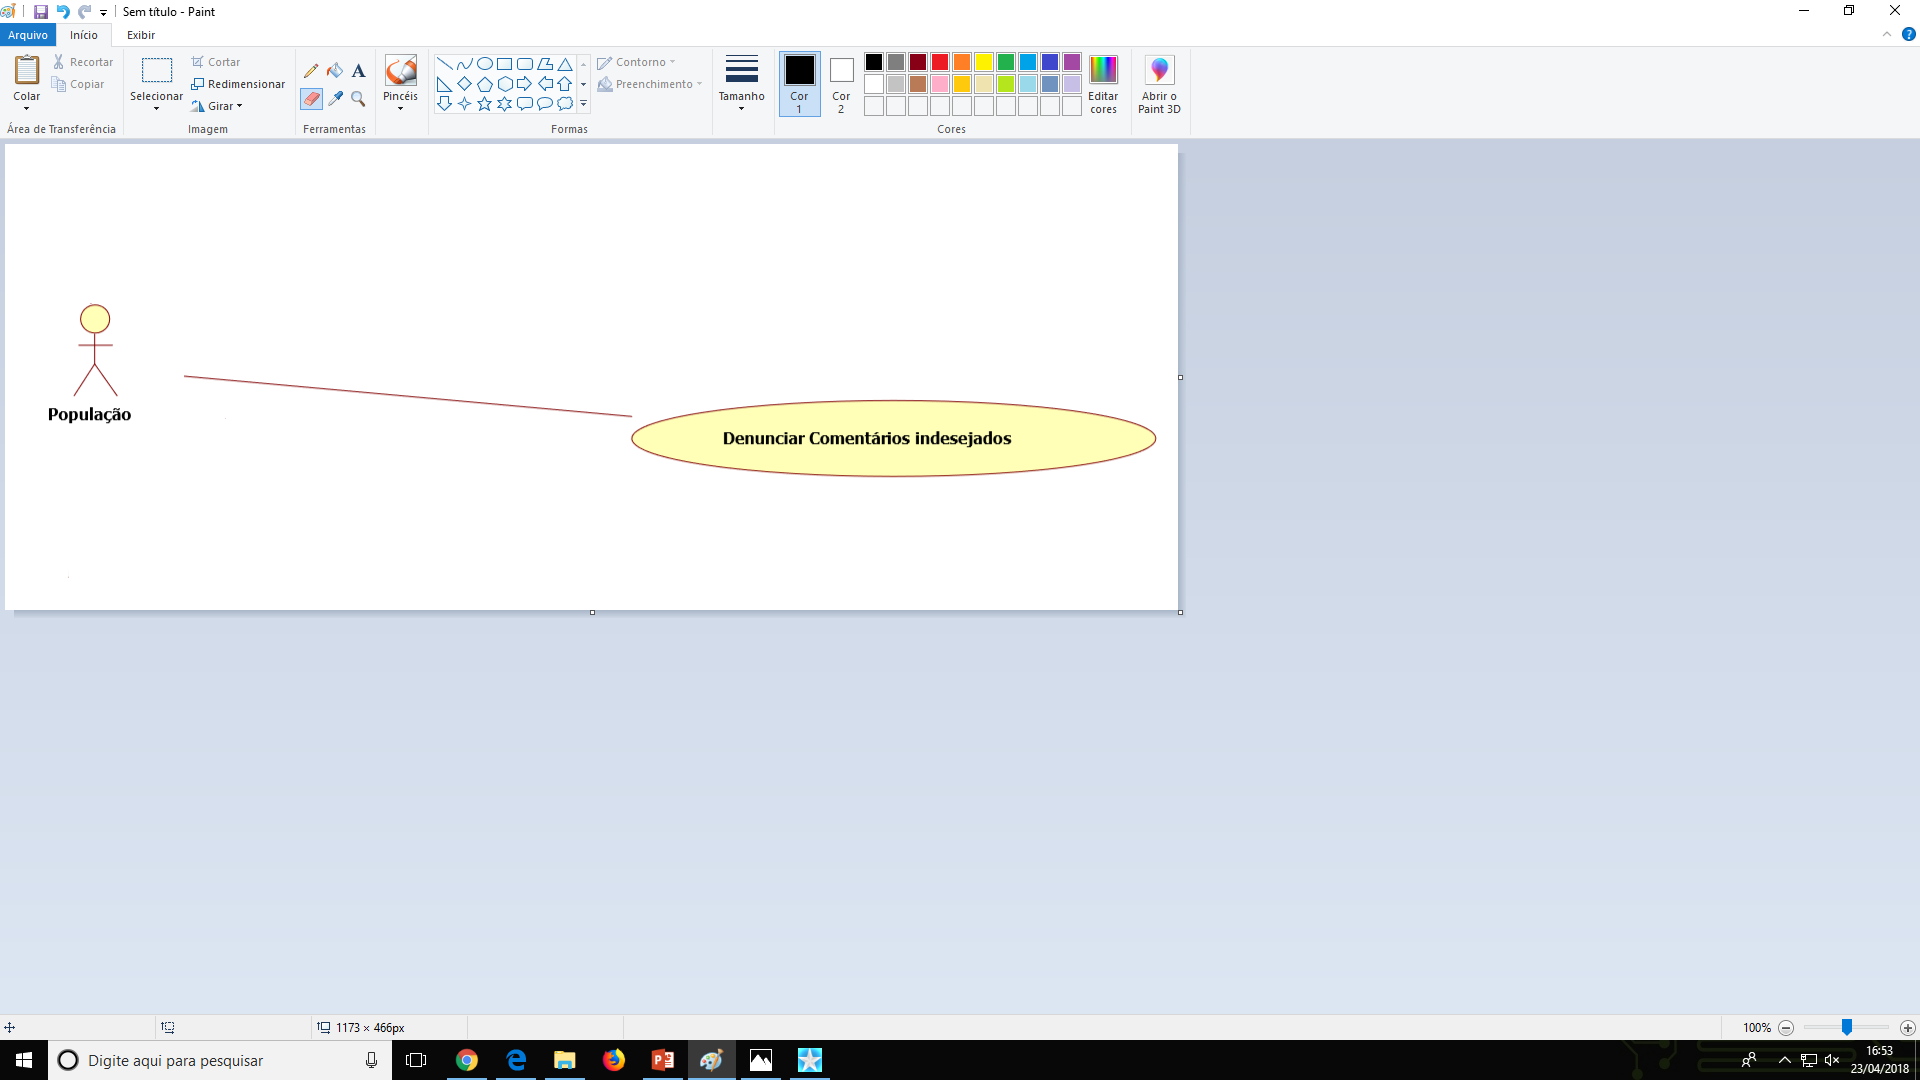 Sem título - Paint
Arquivo Início Exibir
Colar
Recortar
Copiar
Área de Transferência
Selecionar
Cortar
Redimensionar
Girar
Imagem
A
Ferramentas
Pincéis
Contorno
Preenchimento
Formas
Tamanho
Cor
1
Cor
2
Editar
cores
Cores
Abrir o
Paint 3D
População
Denunciar Comentários indesejados
1173 × 466px
100%
Digite aqui para pesquisar
16:53
23/04/2018